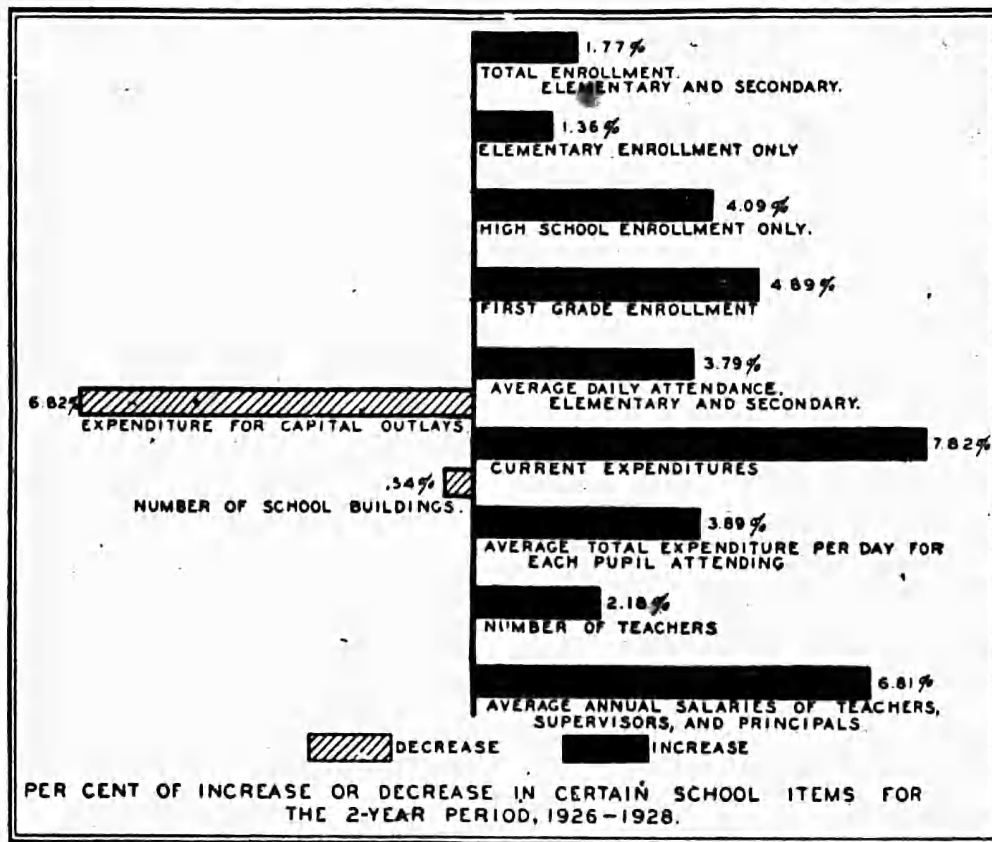 1.77%
TOTAL ENROLLMENT.
ELEMENTARY AND SECONDARY.
1.36%
ELEMENTARY ENROLLMENT ONLY
4.09%
HIGH SCHOOL ENROLLMENT ONLY.
4.89%
FIRST GRADE ENROLLMENT
3.79%
AVERAGE DAILY ATTENDANCE.
ELEMENTARY AND SECONDARY.
6.82%
EXPENDITURE FOR CAPITAL OUTLAYS.
7.82%
CURRENT EXPENDITURES
.54%
NUMBER OF SCHOOL BUILDINGS.
3.89%
AVERAGE TOTAL EXPENDITURE PER DAY FOR
EACH PUPIL ATTENDING
2.18%
NUMBER OF TEACHERS
6.81%
AVERAGE ANNUAL SALARIES OF TEACHERS,
SUPERVISORS, AND PRINCIPALS
DECREASE INCREASE
PER CENT OF INCREASE OR DECREASE IN CERTAIN SCHOOL ITEMS FOR
THE 2-YEAR PERIOD, 1926-1928.